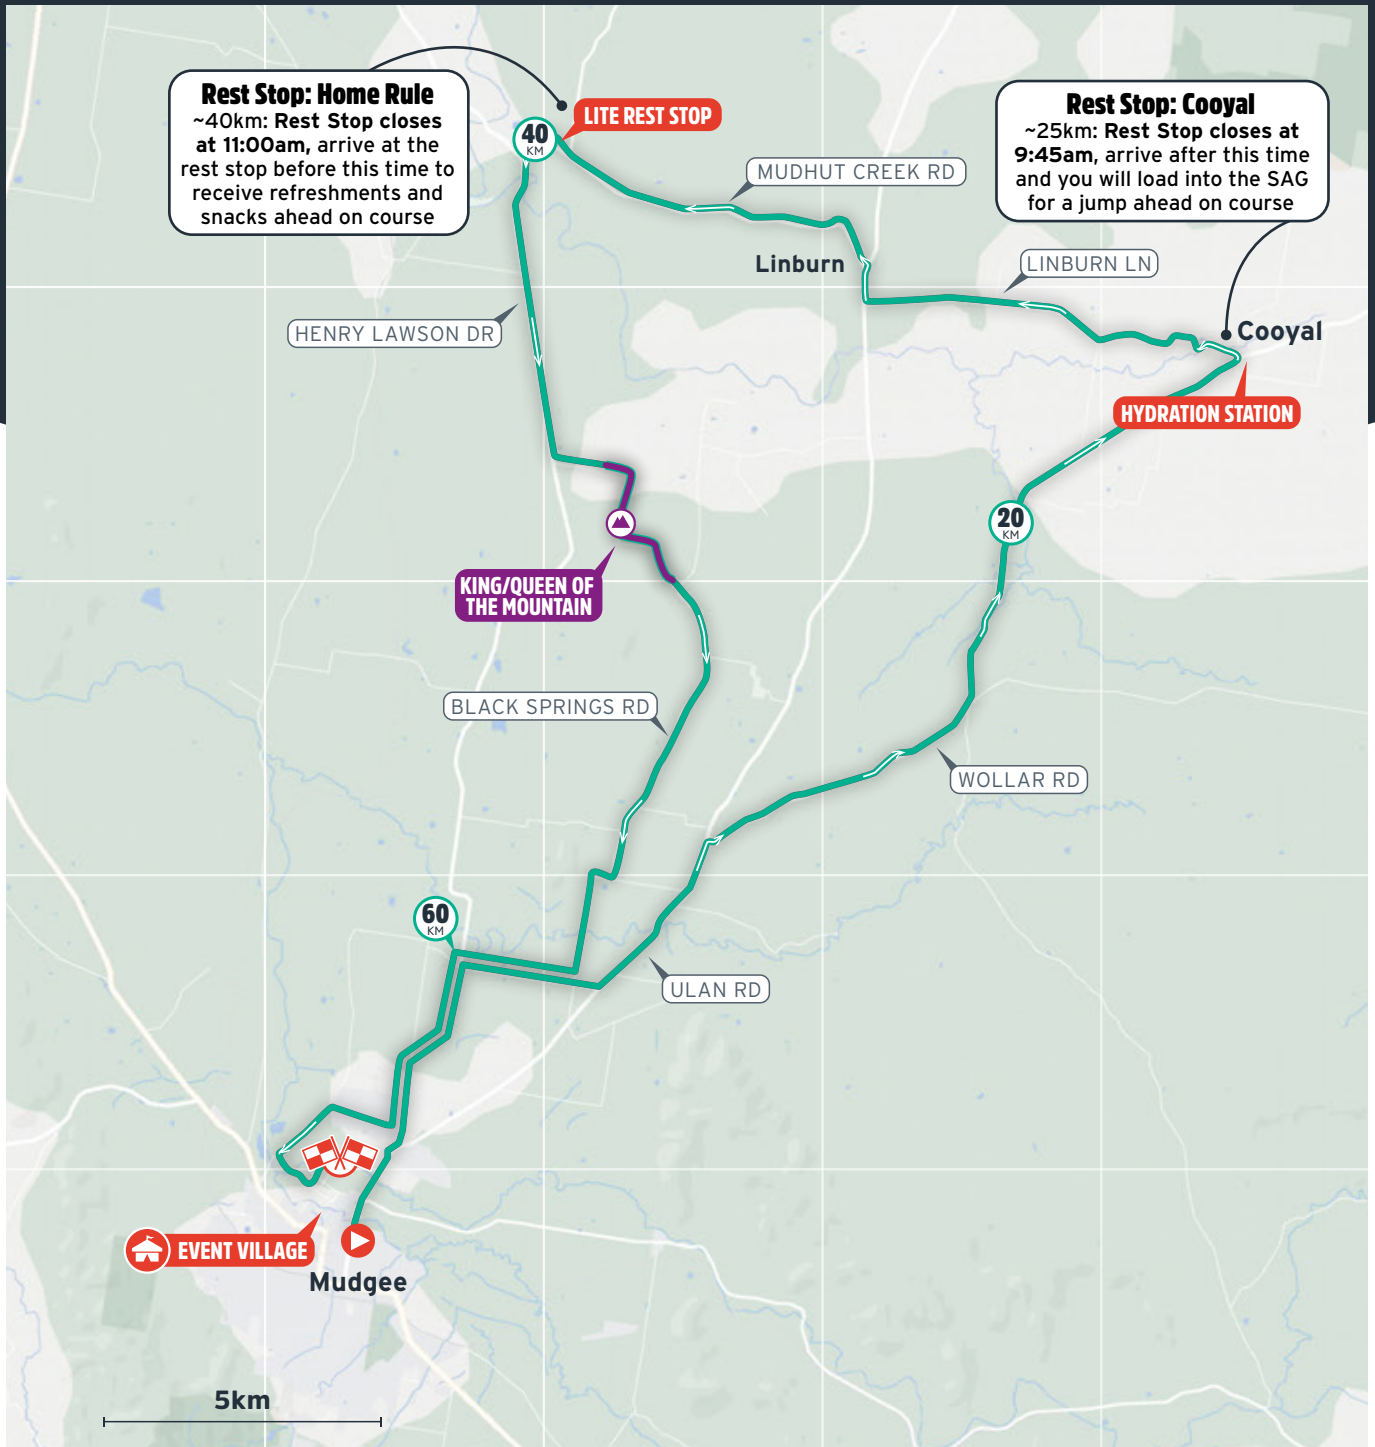 Rest Stop: Home Rule
~40km: Rest Stop closes
at 11:00am, arrive at the
rest stop before this time to
receive refreshments and
snacks ahead on course
LITE REST STOP
40
KM
Rest Stop: Cooyal
~25km: Rest Stop closes at
9:45am, arrive after this time
and you will load into the SAG
for a jump ahead on course
MUDHUT CREEK RD
Linburn
LINBURN LN
HENRY LAWSON DR
Cooyal
HYDRATION STATION
20
KM
KING/QUEEN OF
THE MOUNTAIN
BLACK SPRINGS RD
WOLLAR RD
60
KM
ULAN RD
EVENT VILLAGE
Mudgee
5km